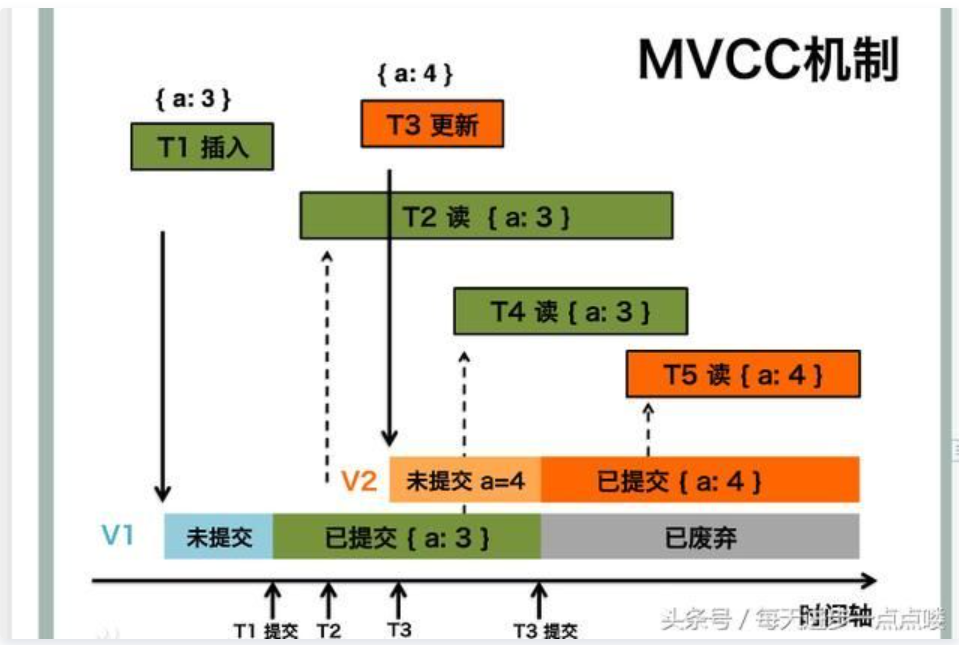 MVCC机制
{ a: 3 }
{ a: 4 }
T1 插入
T3 更新
T2 读 { a: 3 }
T4 读 { a: 3 }
T5 读 { a: 4 }
V2
未提交 a=4
已提交 { a: 4 }
V1
未提交
已提交 { a: 3 }
已废弃
T1 提交
T2
T3
T3 提交
时间轴
头条号 / 每天进步一点点喽